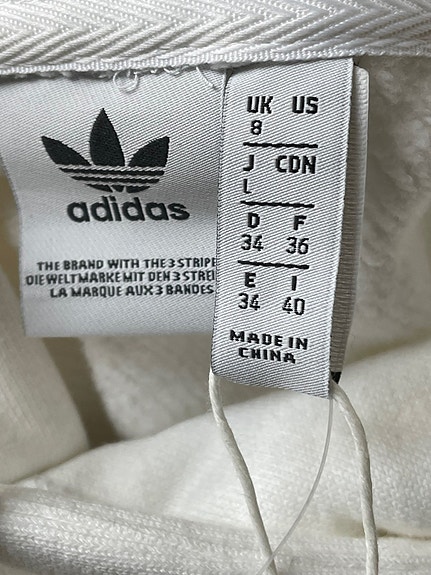 adidas
THE BRAND WITH THE 3 STRIPE
DIE WELTMARKE MIT DEN 3 STREI
LA MARQUE AUX 3 BANDES
UK US
8
J CDN
L
D F
34 36
E I
34 40
MADE IN
CHINA